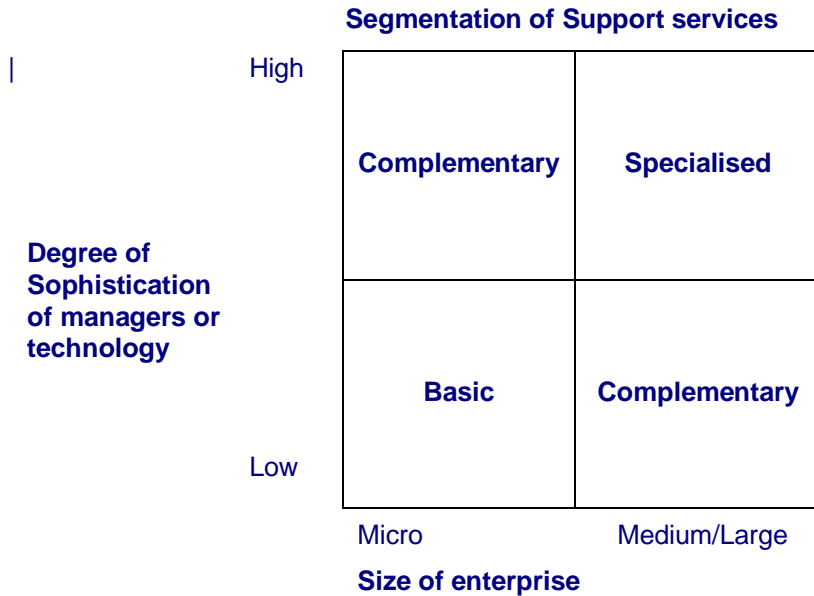 Segmentation of Support services
|
High
Complementary
Specialised
Degree of
Sophistication
of managers or
technology
Basic
Complementary
Low
Micro
Medium/Large
Size of enterprise